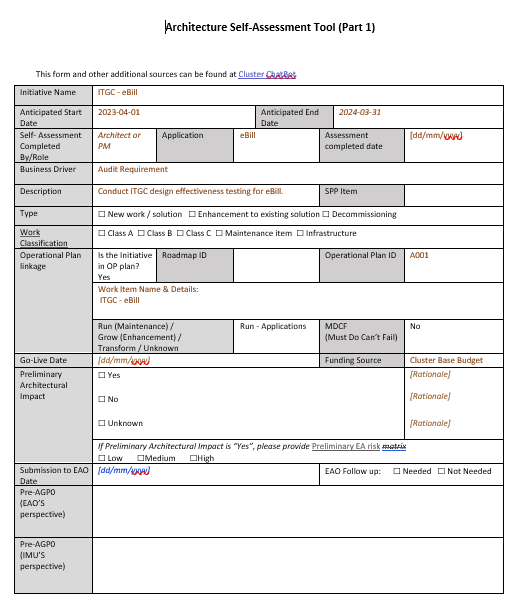 Architecture Self-Assessment Tool (Part 1)
This form and other additional sources can be found at Cluster ChatBot
Initiative Name
ITGC - eBill
Anticipated Start
Date
2023-04-01
Anticipated End
Date
2024-03-31
Self- Assessment
Completed
By/Role
Architect or
PM
Application
eBill
Assessment
completed date
[dd/mm/yyyy]
Business Driver
Audit Requirement
Description
Conduct ITGC design effectiveness testing for eBill.
SPP Item
Type
☐ New work / solution ☐ Enhancement to existing solution ☐ Decommissioning
Work
Classification
☐ Class A ☐ Class B ☐ Class C ☐ Maintenance item ☐ Infrastructure
Operational Plan
linkage
Is the Initiative
in OP plan?
Yes
Roadmap ID
Operational Plan ID
A001
Work Item Name & Details:
ITGC - eBill
Run (Maintenance) /
Grow (Enhancement) /
Transform / Unknown
Run - Applications
MDCF
(Must Do Can't Fail)
No
Go-Live Date
[dd/mm/yyyy]
Funding Source
Cluster Base Budget
Preliminary
Architectural
Impact
☐ Yes
[Rationale]
☐ No
[Rationale]
☐ Unknown
[Rationale]
If Preliminary Architectural Impact is "Yes", please provide Preliminary EA risk matrix
☐ Low ☐Medium ☐High
Submission to EAO
Date
[dd/mm/yyyy]
EAO Follow up: ☐ Needed ☐ Not Needed
Pre-AGP0
(EAO'S
perspective)
Pre-AGP0
(IMU'S
perspective)